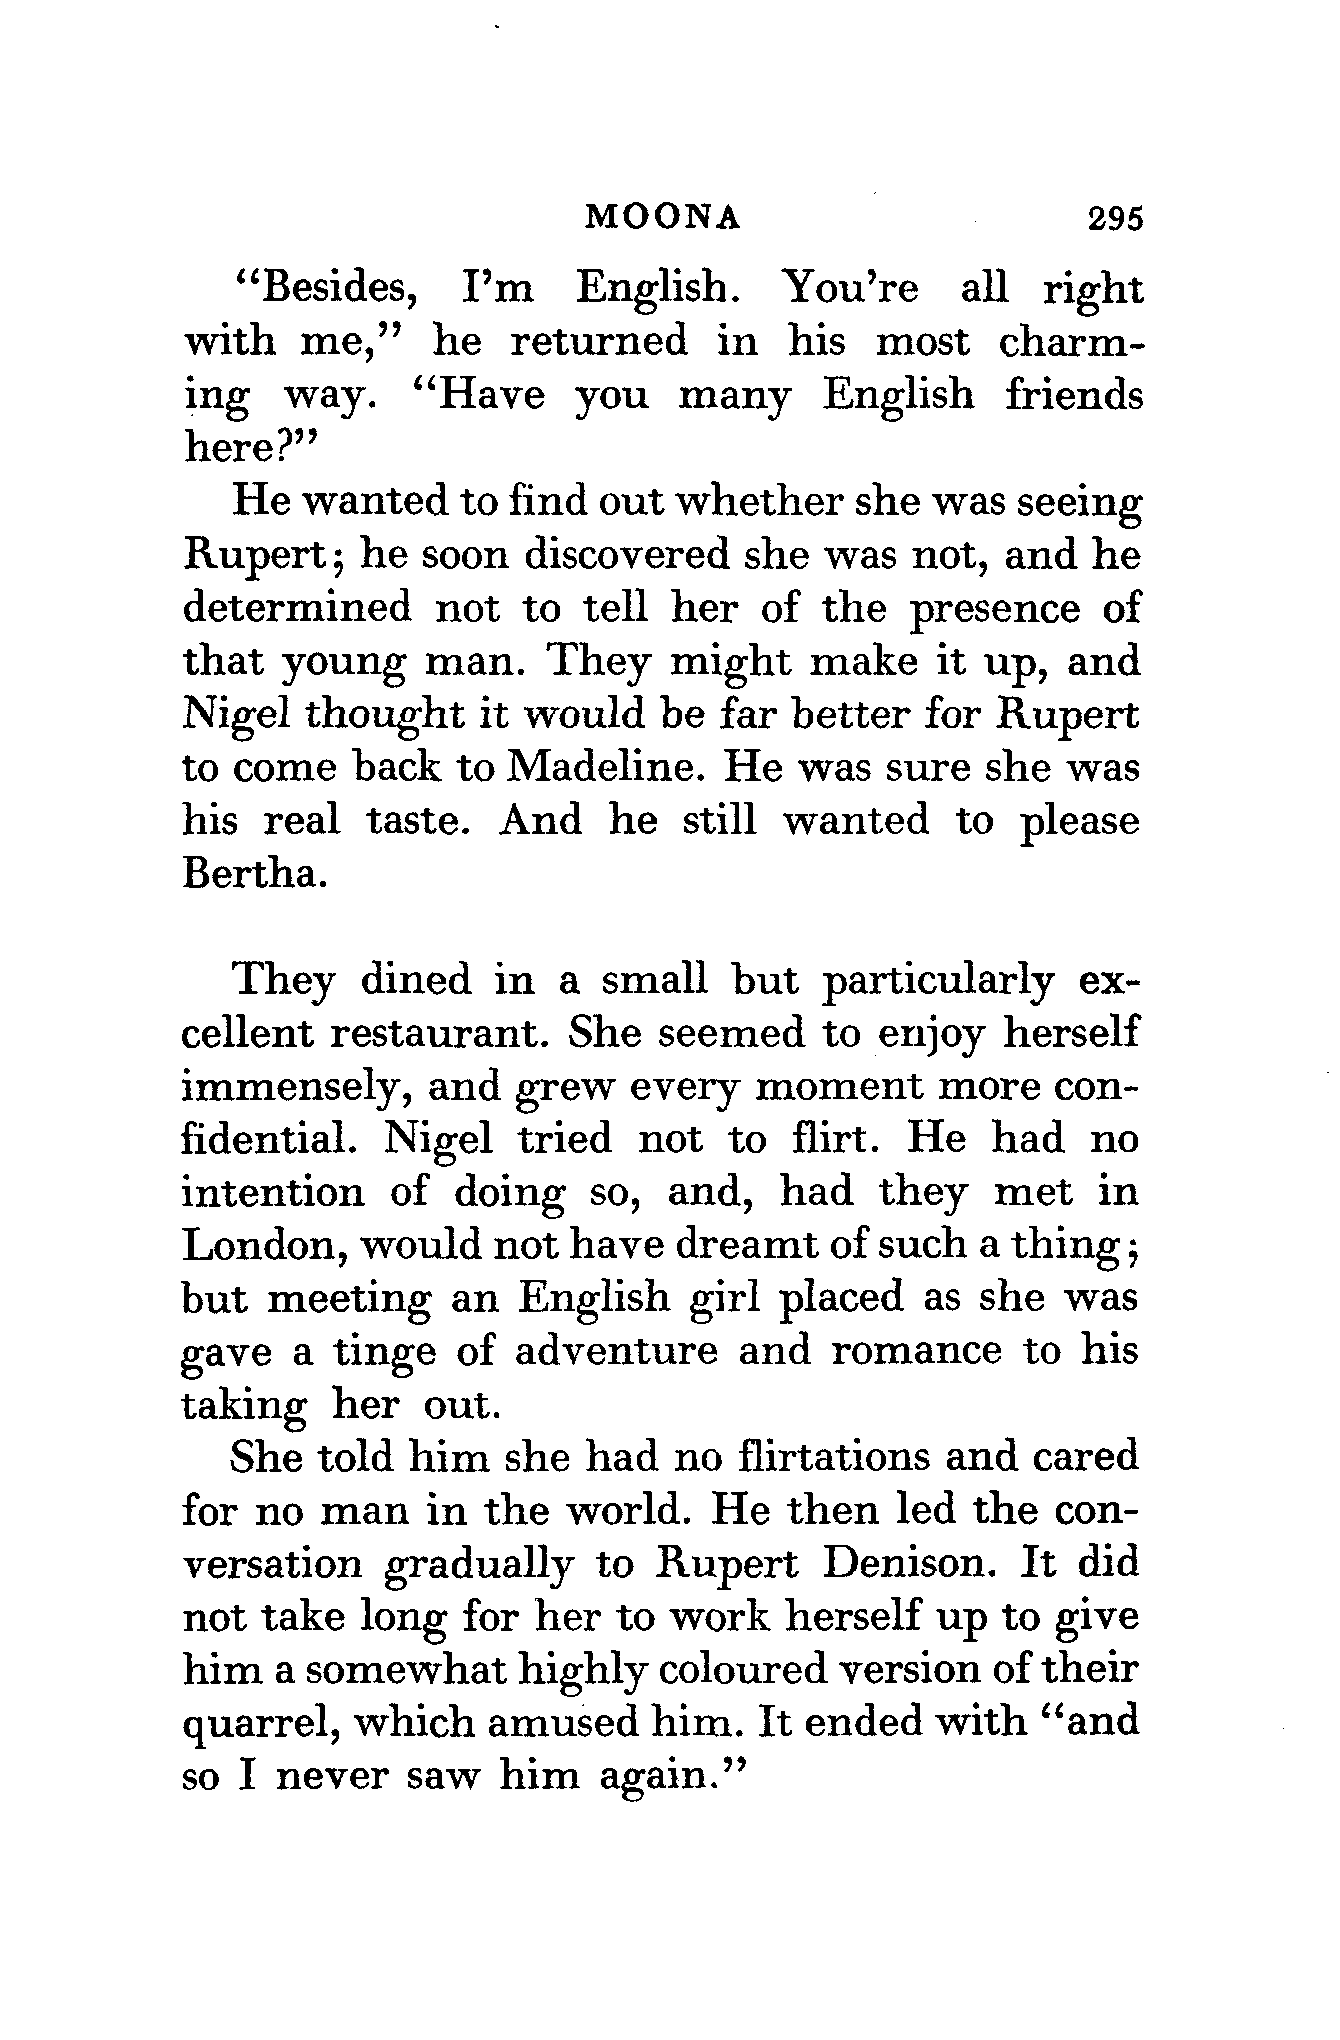 MOONA 295
“Besides, I’m English. You’re all right
with me,” he returned in his most charm-
ing way. “Have you many English friends
here?”
He wanted to find out whether she was seeing
Rupert; he soon discovered she was not, and he
determined not to tell her of the presence of
that young man. They might make it up, and
Nigel thought it would be far better for Rupert
to come back to Madeline. He was sure she was
his real taste. And he still wanted to please
Bertha.
They dined in a small but particularly ex-
cellent restaurant. She seemed to enjoy herself
immensely, and grew every moment more con-
fidential. Nigel tried not to flirt. He had no
intention of doing so, and, had they met in
London, would not have dreamt of such a thing;
but meeting an English girl placed as she was
gave a tinge of adventure and romance to his
taking her out.
She told him she had no flirtations and cared
for no man in the world. He then led the con-
versation gradually to Rupert Denison. It did
not take long for her to work herself up to give
him a somewhat highly coloured version of their
quarrel, which amused him. It ended with “and
so I never saw him again.”